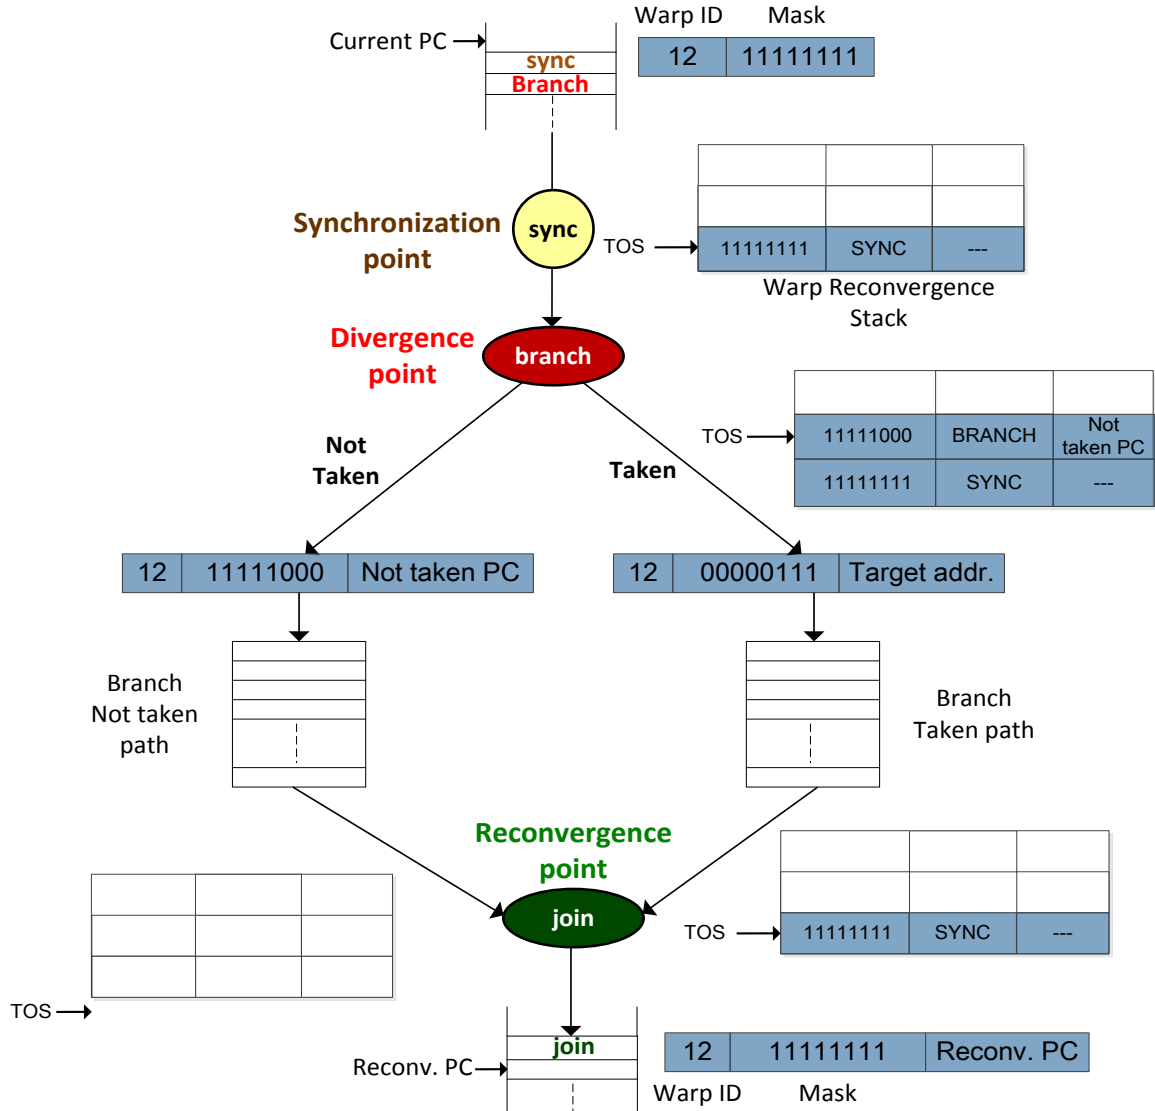 Warp ID Mask
Current PC
sync
Branch
12 11111111
Synchronization
point
sync
TOS
11111111 SYNC ---
Warp Reconvergence
Stack
Divergence
point
branch
Not
Taken
Taken
TOS
11111000 BRANCH Not
taken PC
11111111 SYNC ---
12 11111000 Not taken PC
12 00000111 Target addr.
Branch
Not taken
path
Branch
Taken path
Reconvergence
point
join
TOS
11111111 SYNC ---
TOS
join
Reconv. PC
12 11111111 Reconv. PC
Warp ID Mask